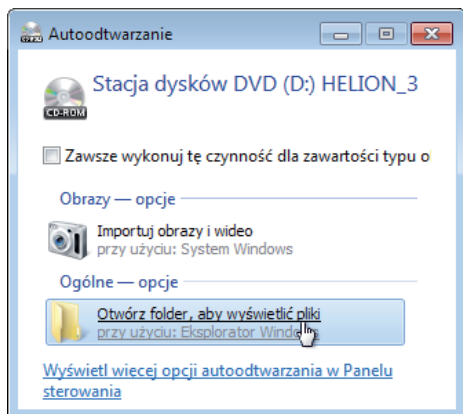 Autoodtwarzanie
Stacja dysków DVD (D:) HELION_3
CD-ROM
Zawsze wykonuj tę czynność dla zawartości typu
Obrazy — opcje
Importuj obrazy i wideo
przy użyciu: System Windows
Ogólne — opcje
Otwórz folder, aby wyświetlić pliki
przy użyciu: Eksplorator Windows
Wyświetl więcej opcji autoodtwarzania w Panelu
sterowania